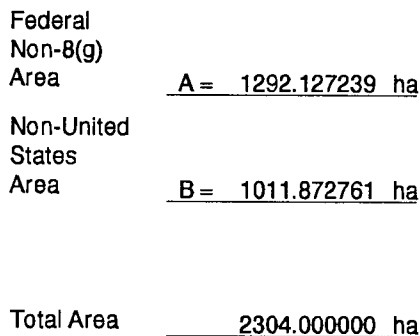 Federal
Non-8(g)
Area A = 1292.127239 ha
Non-United
States
Area B = 1011.872761 ha
Total Area 2304.000000 ha